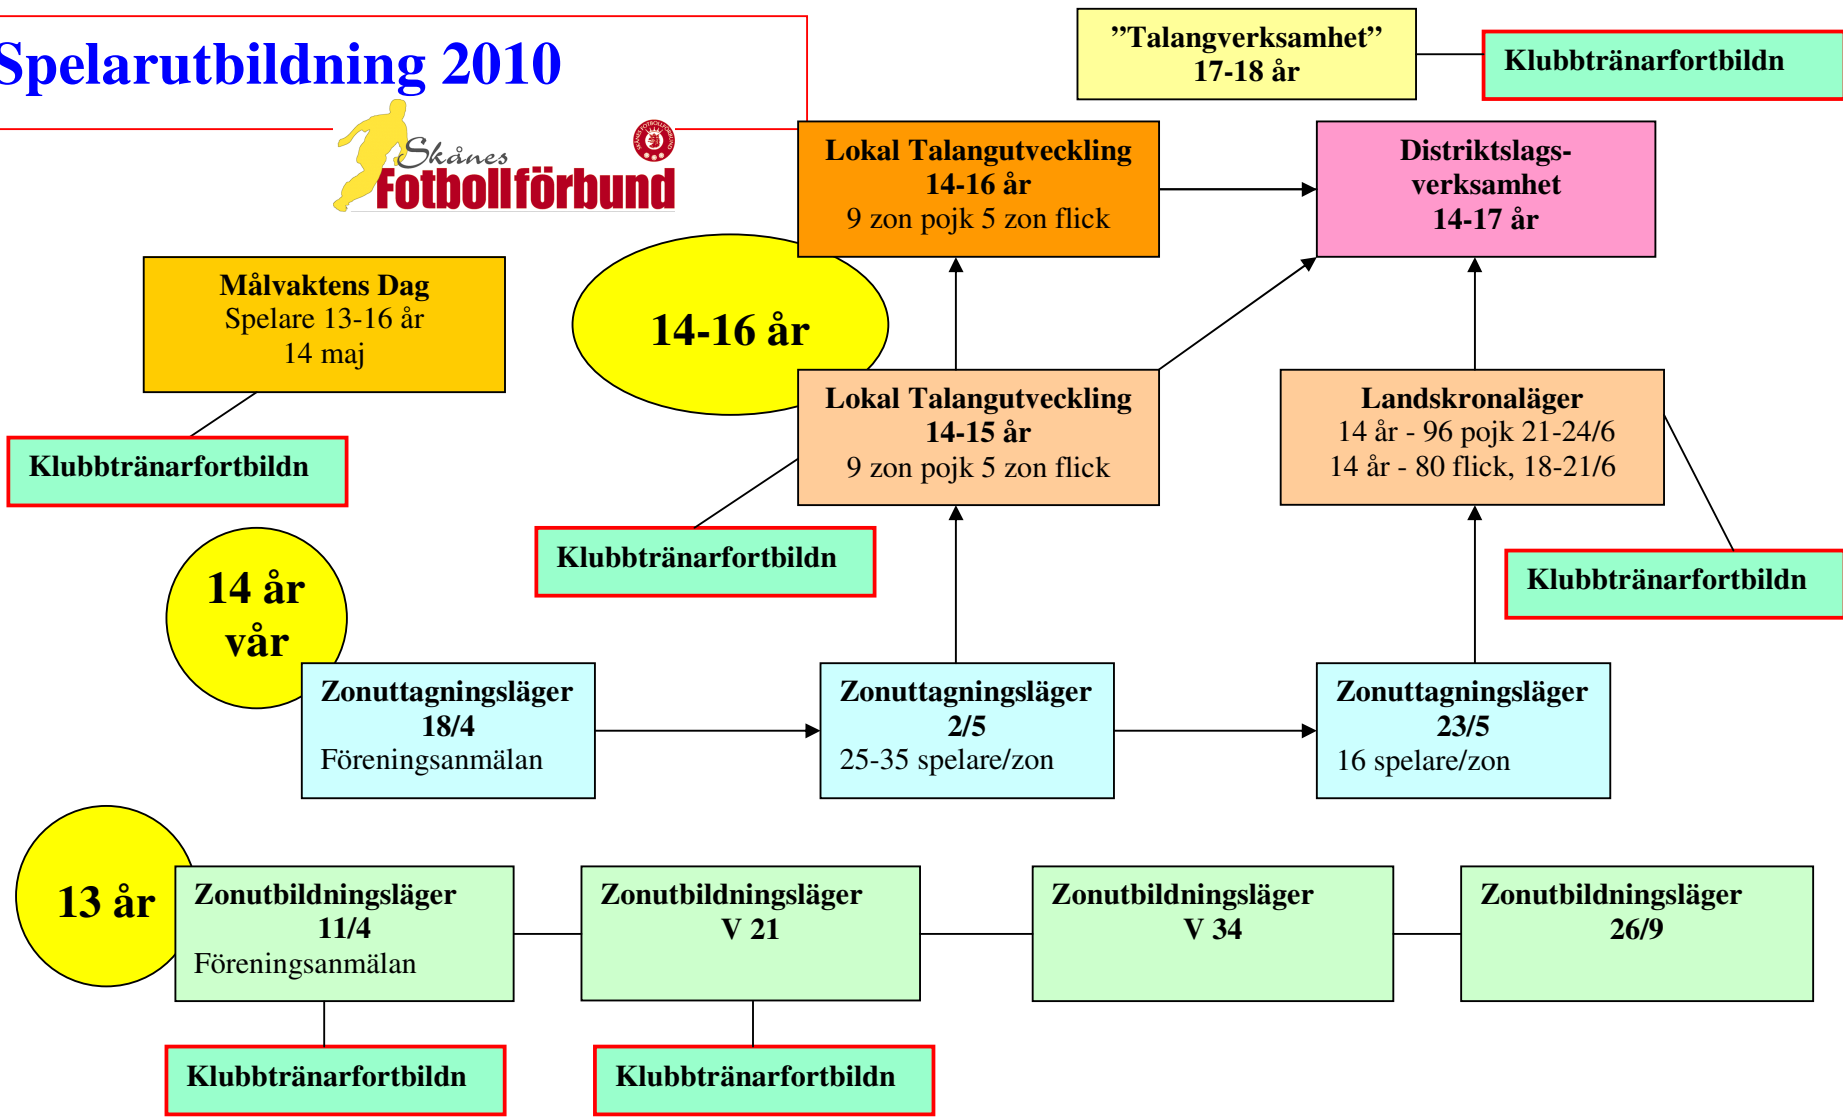 Spelarutbildning 2010
Skånes
Fotbollförbund
”Talangverksamhet”
17-18 år
Klubbtränarfortbildn
Lokal Talangutveckling
14-16 år
9 zon pojk 5 zon flick
Distriktslags-
verksamhet
14-17 år
Målvaktens Dag
Spelare 13-16 år
14 maj
Klubbtränarfortbildn
14-16 år
Lokal Talangutveckling
14-15 år
9 zon pojk 5 zon flick
Klubbtränarfortbildn
Landskronaläger
14 år - 96 pojk 21-24/6
14 år - 80 flick, 18-21/6
Klubbtränarfortbildn
14 år
vår
Zonuttagningsläger
18/4
Föreningsanmälan
Zonuttagningsläger
2/5
25-35 spelare/zon
Zonuttagningsläger
23/5
16 spelare/zon
13 år
Zonutbildningsläger
11/4
Föreningsanmälan
Zonutbildningsläger
V 21
Zonutbildningsläger
V 34
Zonutbildningsläger
26/9
Klubbtränarfortbildn
Klubbtränarfortbildn